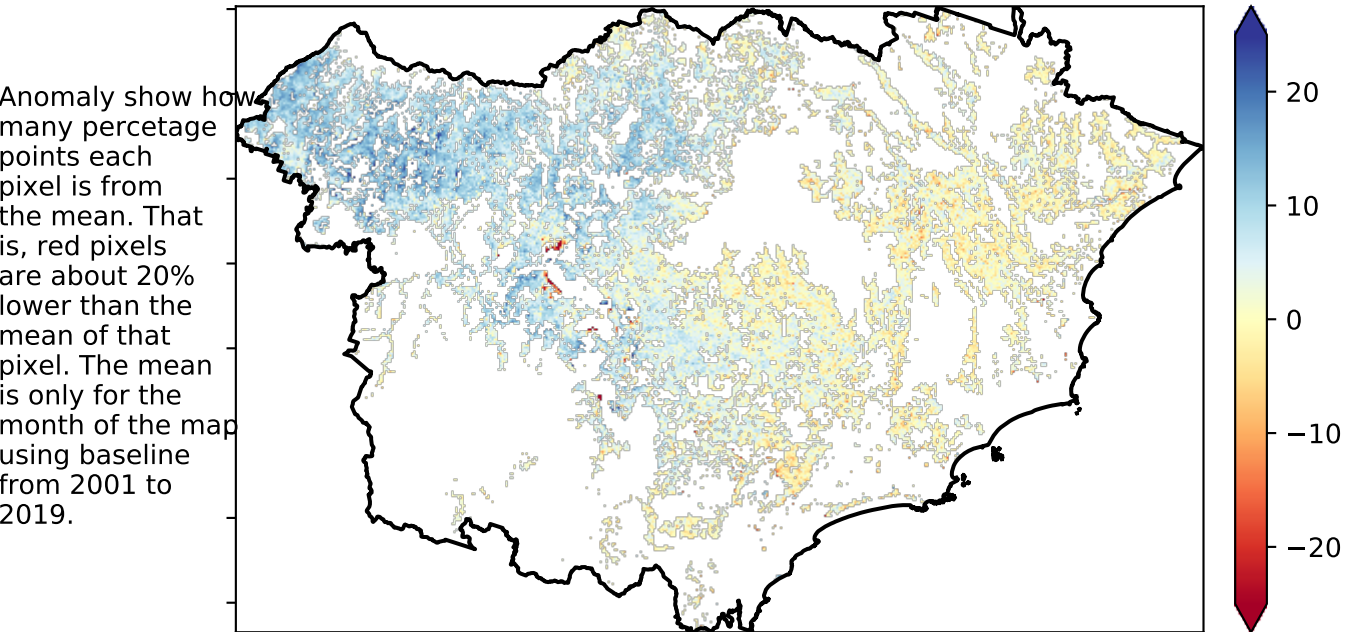 Anomaly show how
many percetage
points each
pixel is from
the mean. That
is, red pixels
are about 20%
lower than the
mean of that
pixel. The mean
is only for the
month of the map
using baseline
from 2001 to
2019.
20
10
0
−10
−20